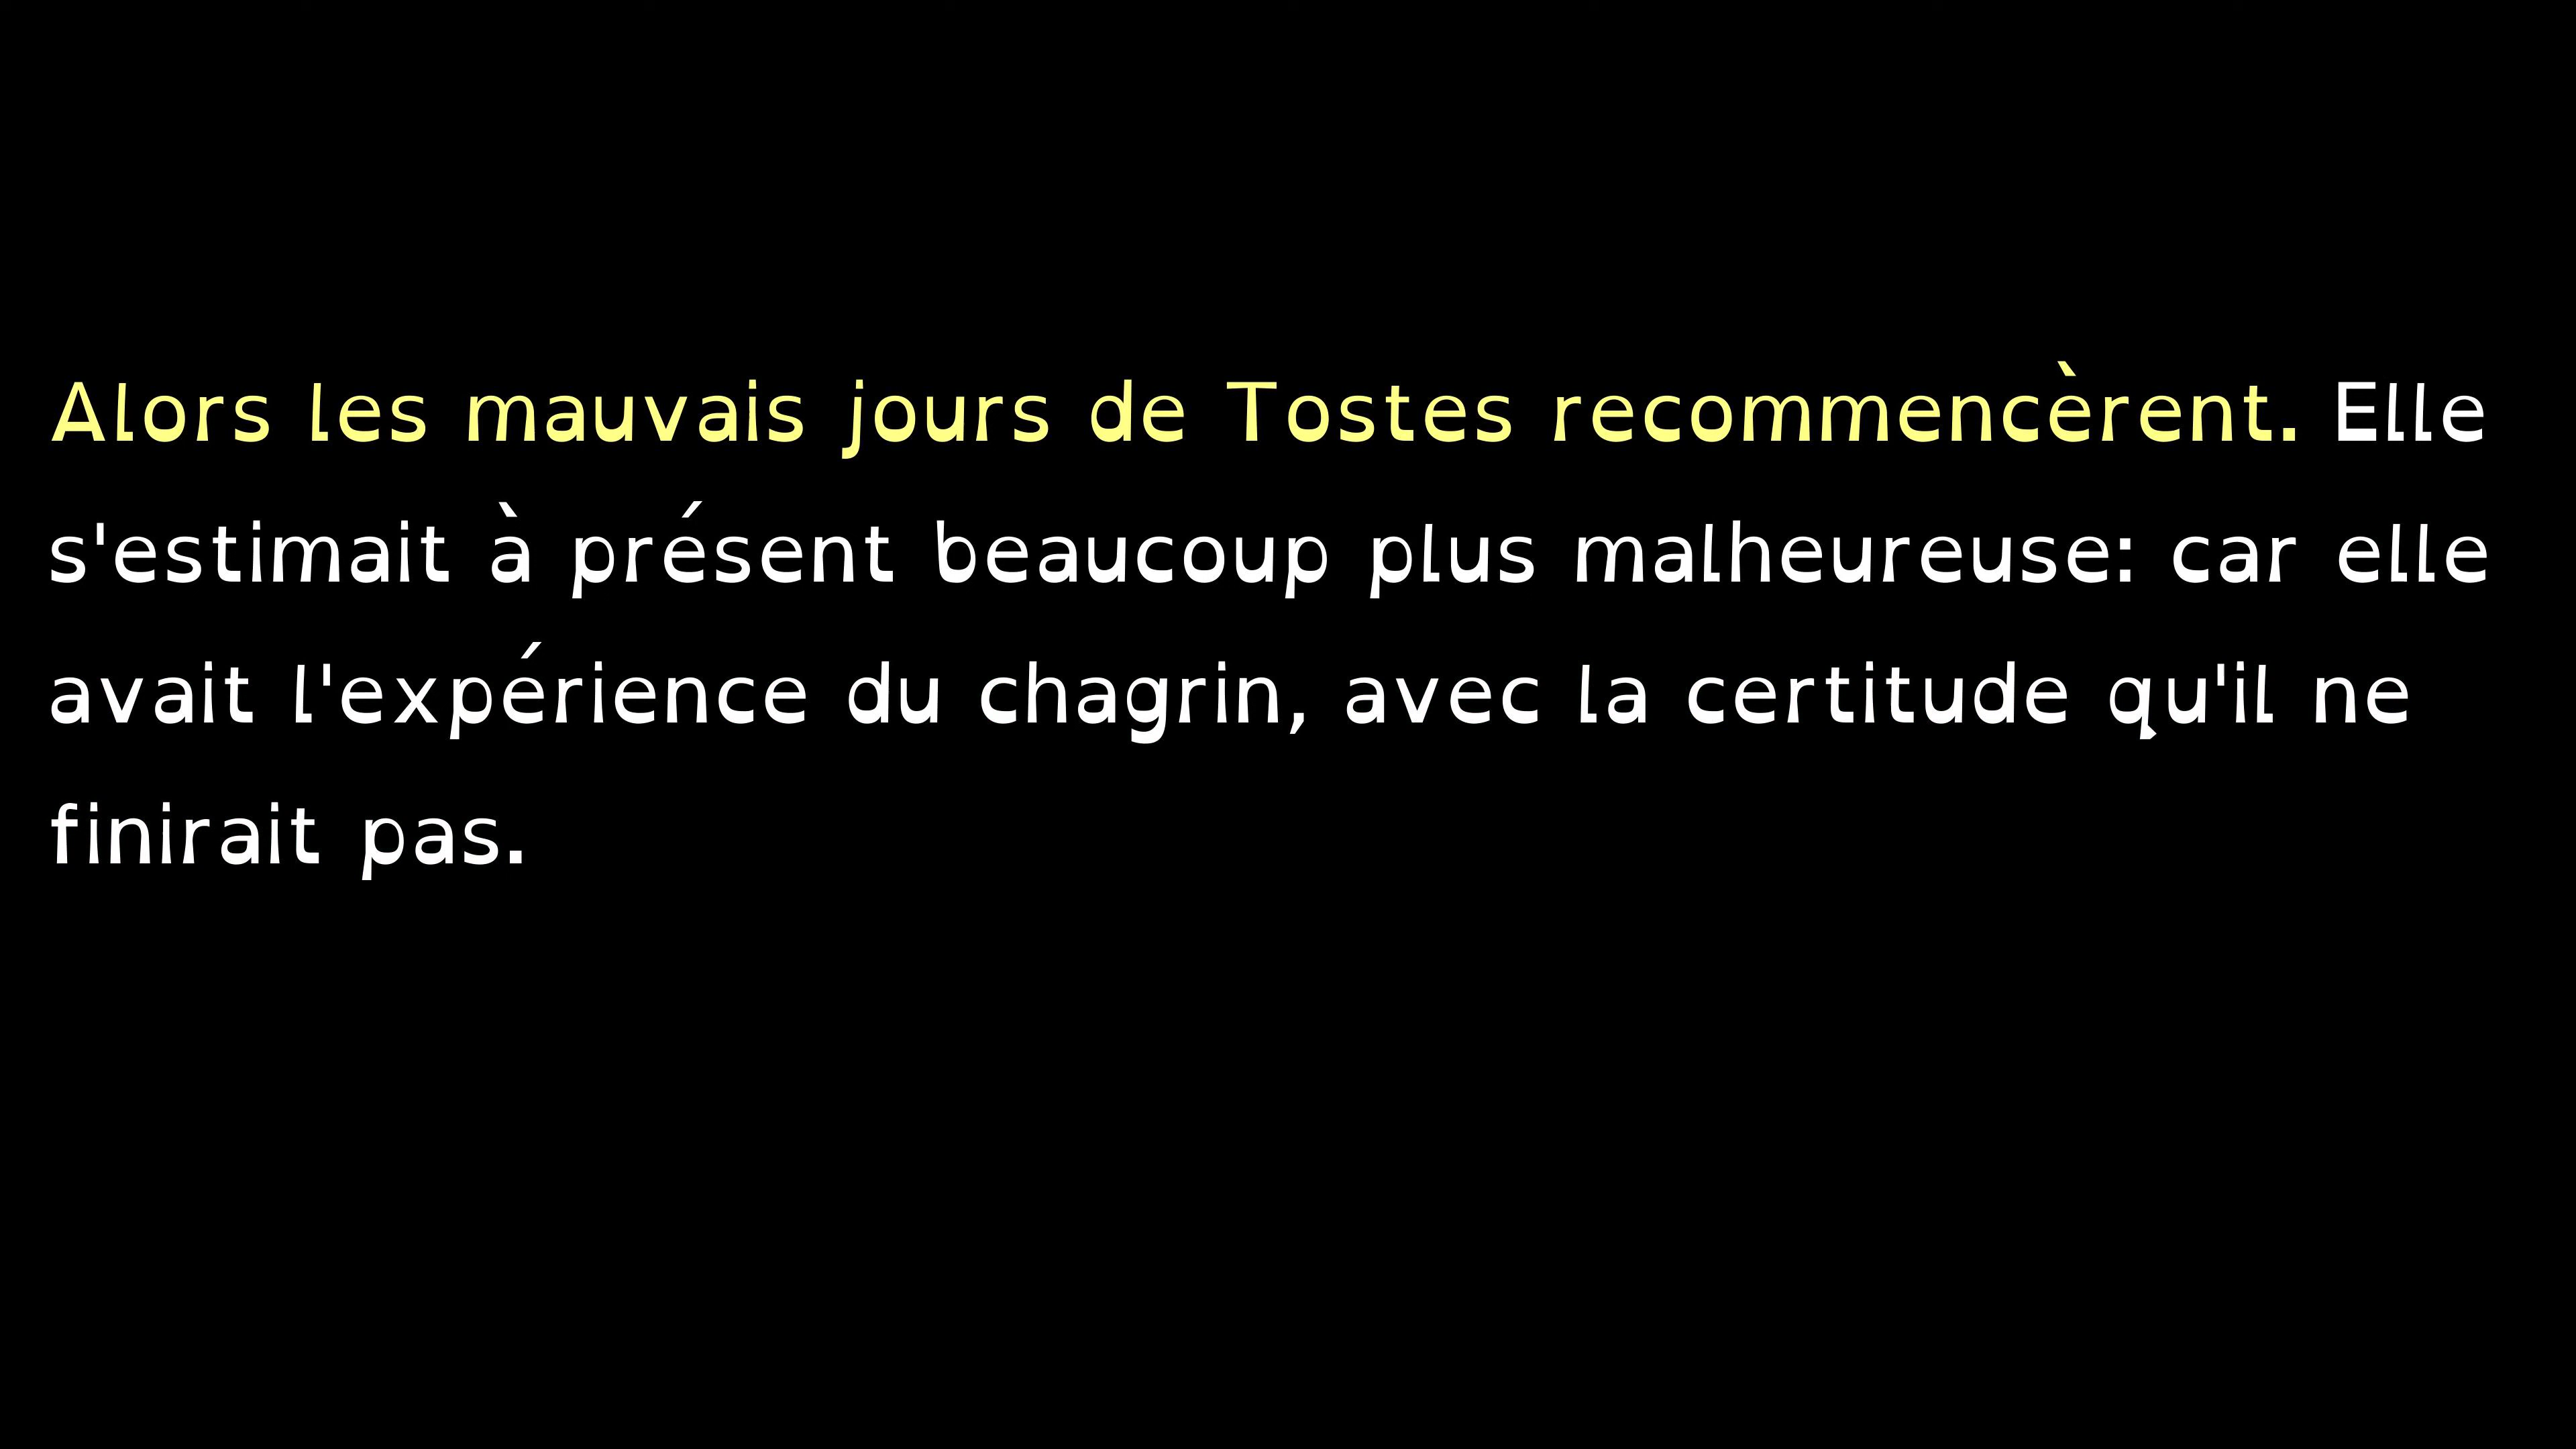 Alors les mauvais jours de Tostes recommencèrent. Elle
s'estimait à présent beaucoup plus malheureuse: car elle
avait l'expérience du chagrin, avec la certitude qu'il ne
finirait pas.